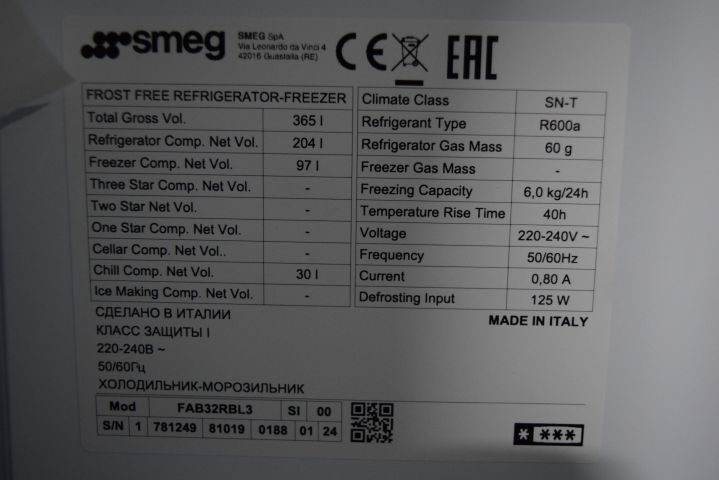 smeg
SMEG SpA
Via Leonardo da Vinci 4
42016 Guastalla (RE)
CE
EAC
FROST FREE REFRIGERATOR-FREEZER
Total Gross Vol. 365 l
Refrigerator Comp. Net Vol. 204 l
Freezer Comp. Net Vol. 97 l
Three Star Comp. Net Vol. -
Two Star Net Vol. -
One Star Comp. Net Vol. -
Cellar Comp. Net Vol.. -
Chill Comp. Net Vol. 30 l
Ice Making Comp. Net Vol. -
Climate Class SN-T
Refrigerant Type R600a
Refrigerator Gas Mass 60 g
Freezer Gas Mass -
Freezing Capacity 6,0 kg/24h
Temperature Rise Time 40h
Voltage 220-240V ~
Frequency 50/60Hz
Current 0,80 A
Defrosting Input 125 W
СДЕЛАНО В ИТАЛИИ
КЛАСС ЗАЩИТЫ I
220-240В ~
50/60Гц
ХОЛОДИЛЬНИК-МОРОЗИЛЬНИК
MADE IN ITALY
Mod FAB32RBL3 SI 00
S/N 1 781249 81019 0188 01 24
* ***